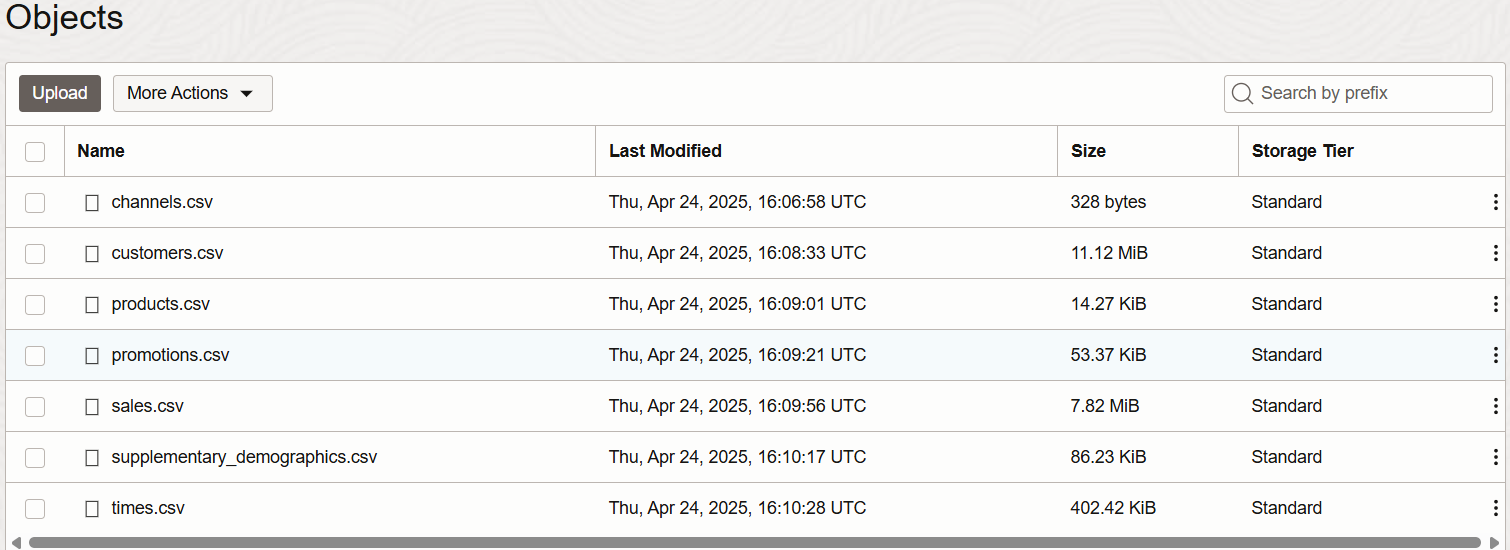 Objects
Upload More Actions Search by prefix
Name Last Modified Size Storage Tier
channels.csv Thu, Apr 24, 2025, 16:06:58 UTC 328 bytes Standard
customers.csv Thu, Apr 24, 2025, 16:08:33 UTC 11.12 MiB Standard
products.csv Thu, Apr 24, 2025, 16:09:01 UTC 14.27 KiB Standard
promotions.csv Thu, Apr 24, 2025, 16:09:21 UTC 53.37 KiB Standard
sales.csv Thu, Apr 24, 2025, 16:09:56 UTC 7.82 MiB Standard
supplementary_demographics.csv Thu, Apr 24, 2025, 16:10:17 UTC 86.23 KiB Standard
times.csv Thu, Apr 24, 2025, 16:10:28 UTC 402.42 KiB Standard